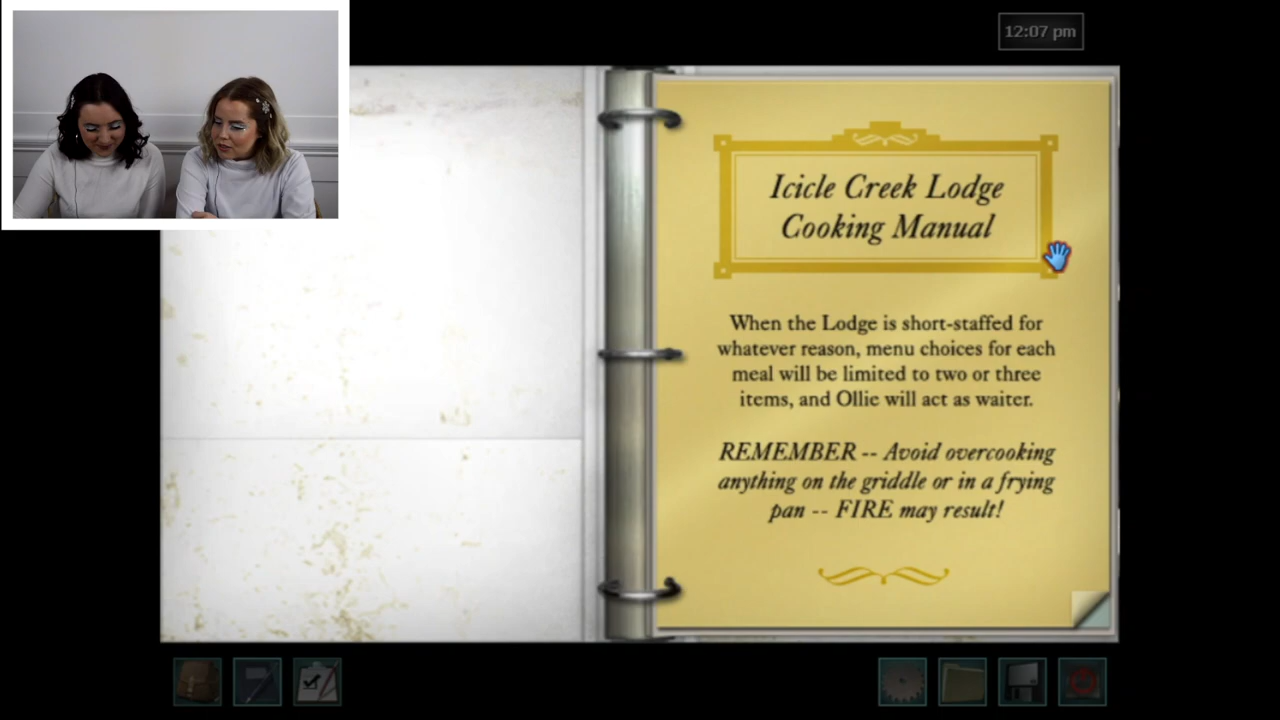 12:07 pm
Icicle Creek Lodge
Cooking Manual
When the Lodge is short-staffed for
whatever reason, menu choices for each
meal will be limited to two or three
items, and Ollie will act as waiter.
REMEMBER -- Avoid overcooking
anything on the griddle or in a frying
pan -- FIRE may result!